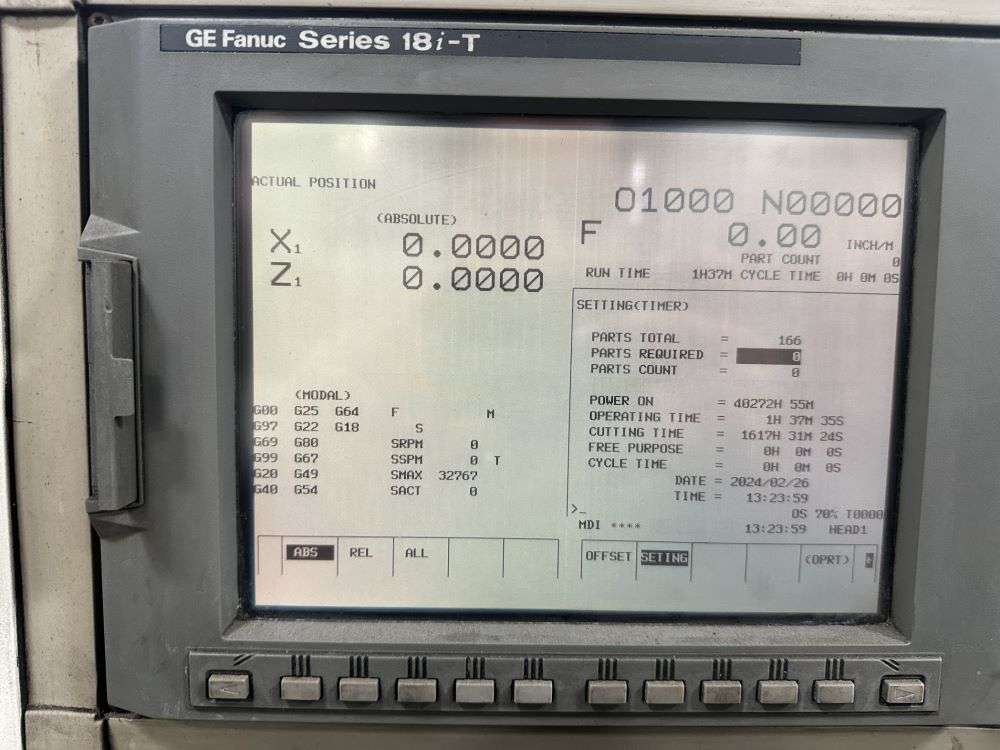 GE Fanuc Series 18i-T
ACTUAL POSITION
O1000 N00000
(ABSOLUTE)
X1 0.0000
Z1 0.0000
F 0.00 INCH/M
PART COUNT 0
RUN TIME 1H37M CYCLE TIME 0H 0M 0S
SETTING(TIMER)
PARTS TOTAL = 166
PARTS REQUIRED = 0
PARTS COUNT = 0
POWER ON = 40272H 55M
OPERATING TIME = 1H 37M 35S
CUTTING TIME = 1617H 31M 24S
FREE PURPOSE = 0H 0M 0S
CYCLE TIME = 0H 0M 0S
DATE = 2024/02/26
TIME = 13:23:59
(MODAL)
G00 G25 G64 F M
G97 G22 G18 S
G69 G80 SRPM 0
G99 G67 SSPM 0 T
G20 G49 SMAX 32767
G40 G54 SACT 0
>_
OS 70% T0000
MDI **** 13:23:59 HEAD1
ABS REL ALL
OFFSET SETING (OPRT)